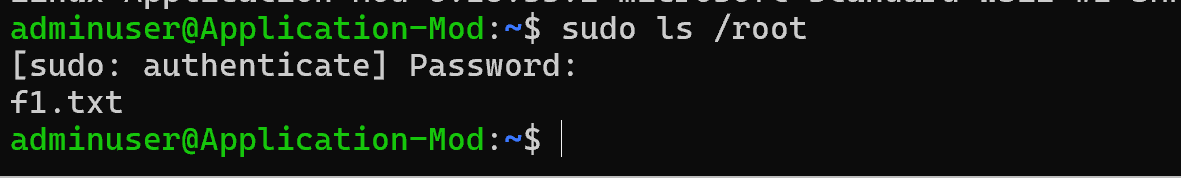 adminuser@Application-Mod:~$ sudo ls /root
[sudo: authenticate] Password:
f1.txt
adminuser@Application-Mod:~$